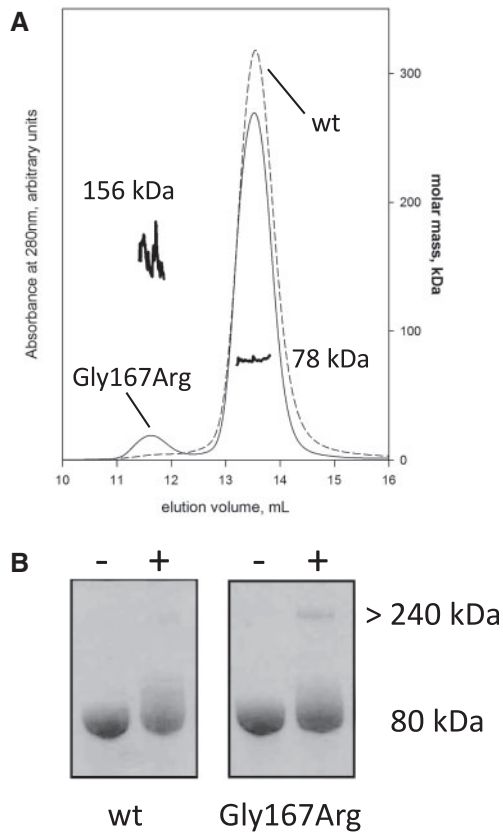 A
Absorbance at 280nm, arbitrary units
molar mass, kDa
300
200
100
0
wt
156 kDa
78 kDa
Gly167Arg
10 11 12 13 14 15 16
elution volume, mL
B
- + - +
> 240 kDa
80 kDa
wt Gly167Arg